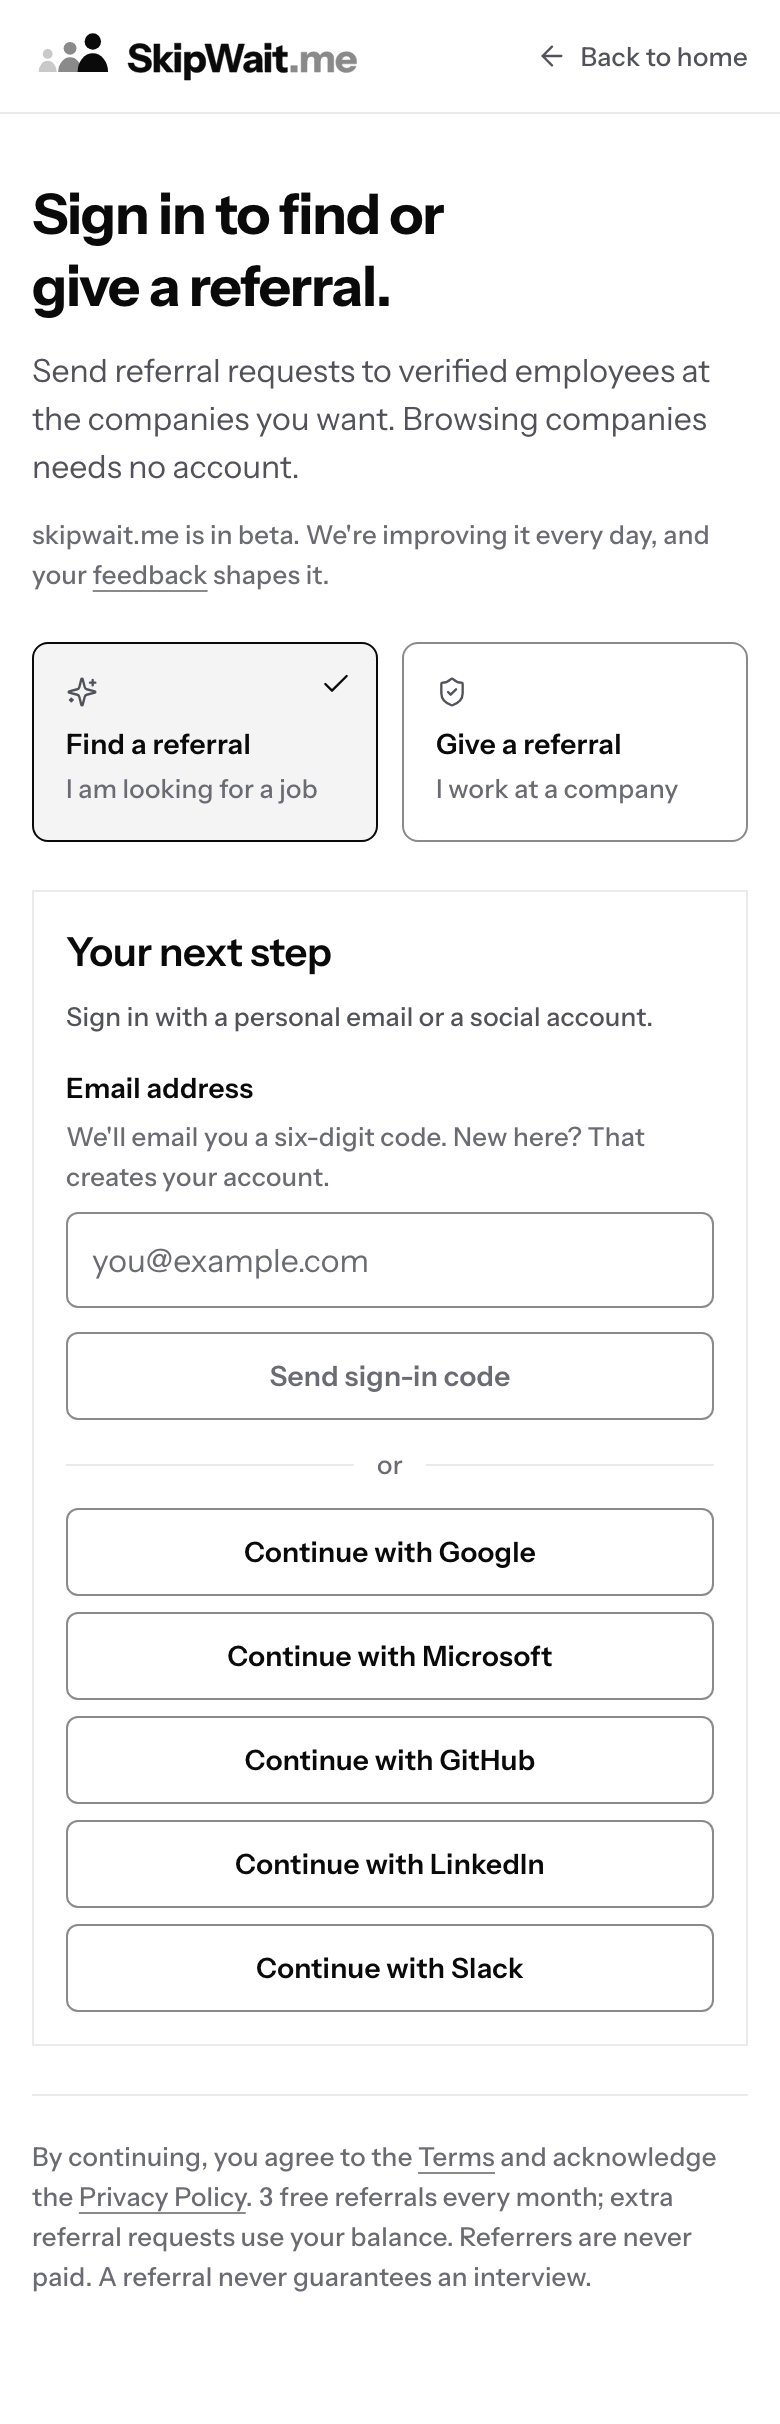 SkipWait.me
Back to home
Sign in to find or
give a referral.
Send referral requests to verified employees at
the companies you want. Browsing companies
needs no account.
skipwait.me is in beta. We're improving it every day, and
your feedback shapes it.
Find a referral
I am looking for a job
Give a referral
I work at a company
Your next step
Sign in with a personal email or a social account.
Email address
We'll email you a six-digit code. New here? That
creates your account.
you@example.com
Send sign-in code
or
Continue with Google
Continue with Microsoft
Continue with GitHub
Continue with LinkedIn
Continue with Slack
By continuing, you agree to the Terms and acknowledge
the Privacy Policy. 3 free referrals every month; extra
referral requests use your balance. Referrers are never
paid. A referral never guarantees an interview.